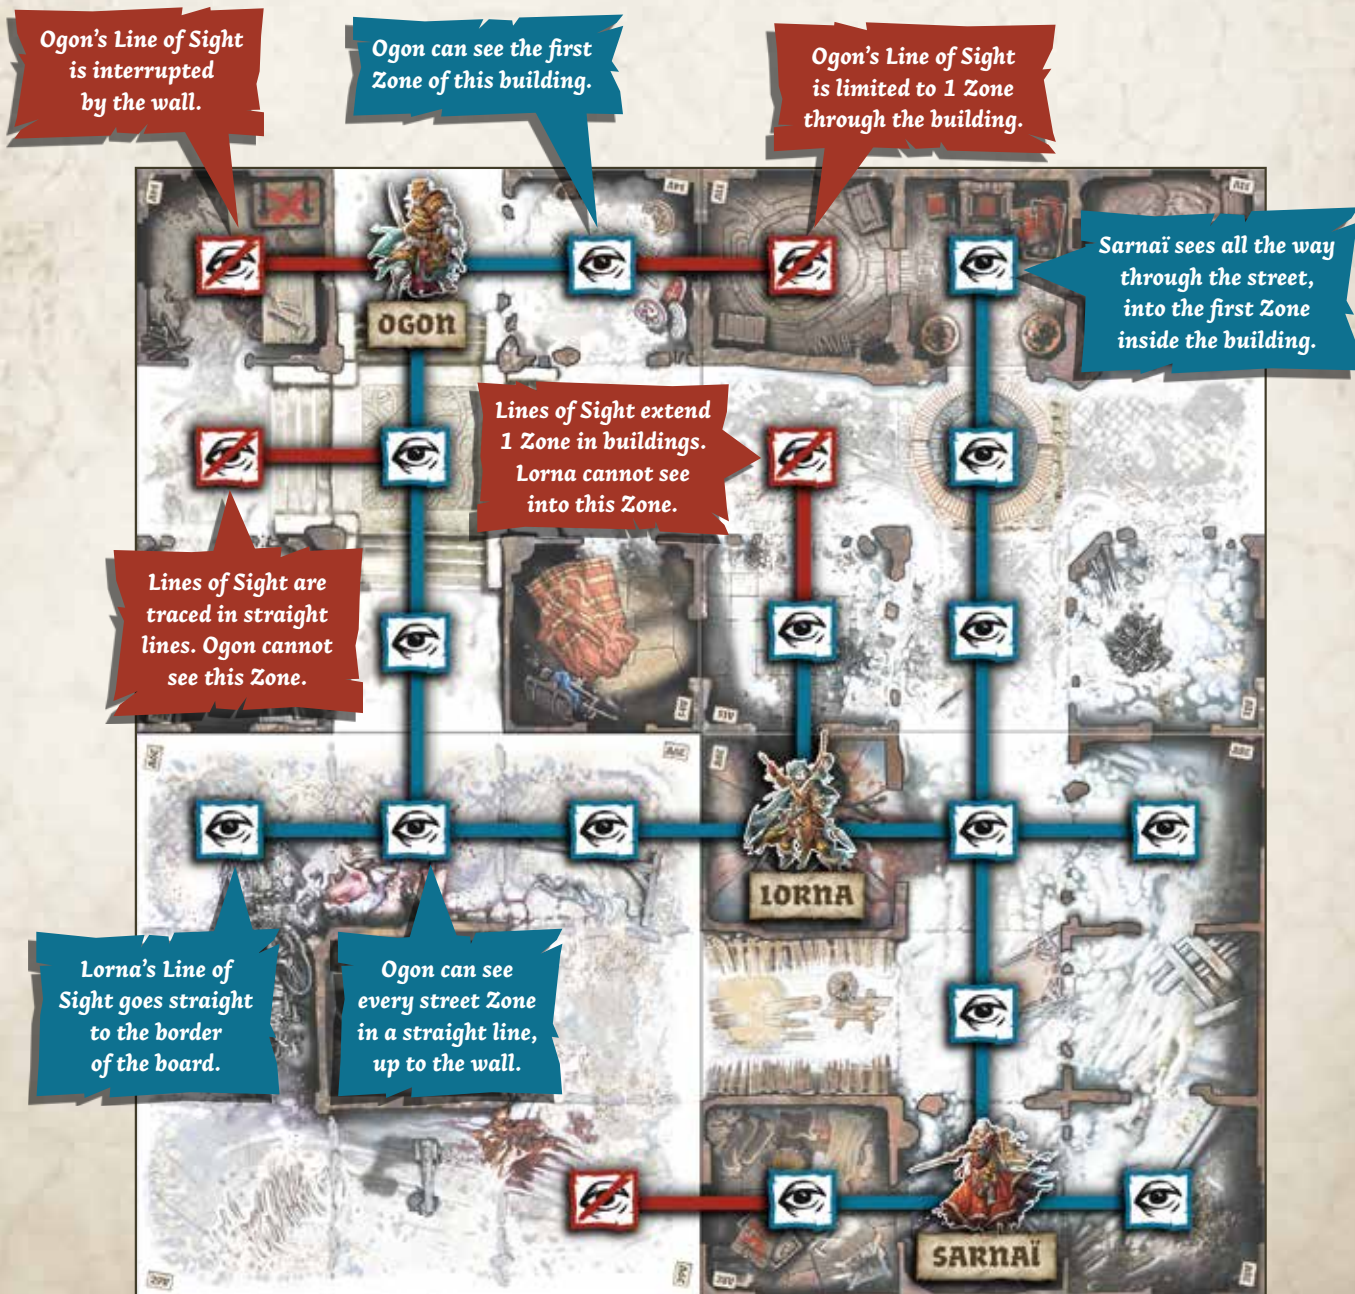 Ogon's Line of Sight
is interrupted
by the wall.
Ogon can see the first
Zone of this building.
Ogon's Line of Sight
is limited to 1 Zone
through the building.
Sarnaï sees all the way
through the street,
into the first Zone
inside the building.
OGON
Lines of Sight extend
1 Zone in buildings.
Lorna cannot see
into this Zone.
Lines of Sight are
traced in straight
lines. Ogon cannot
see this Zone.
LORNA
Lorna's Line of
Sight goes straight
to the border
of the board.
Ogon can see
every street Zone
in a straight line,
up to the wall.
SARNAÏ